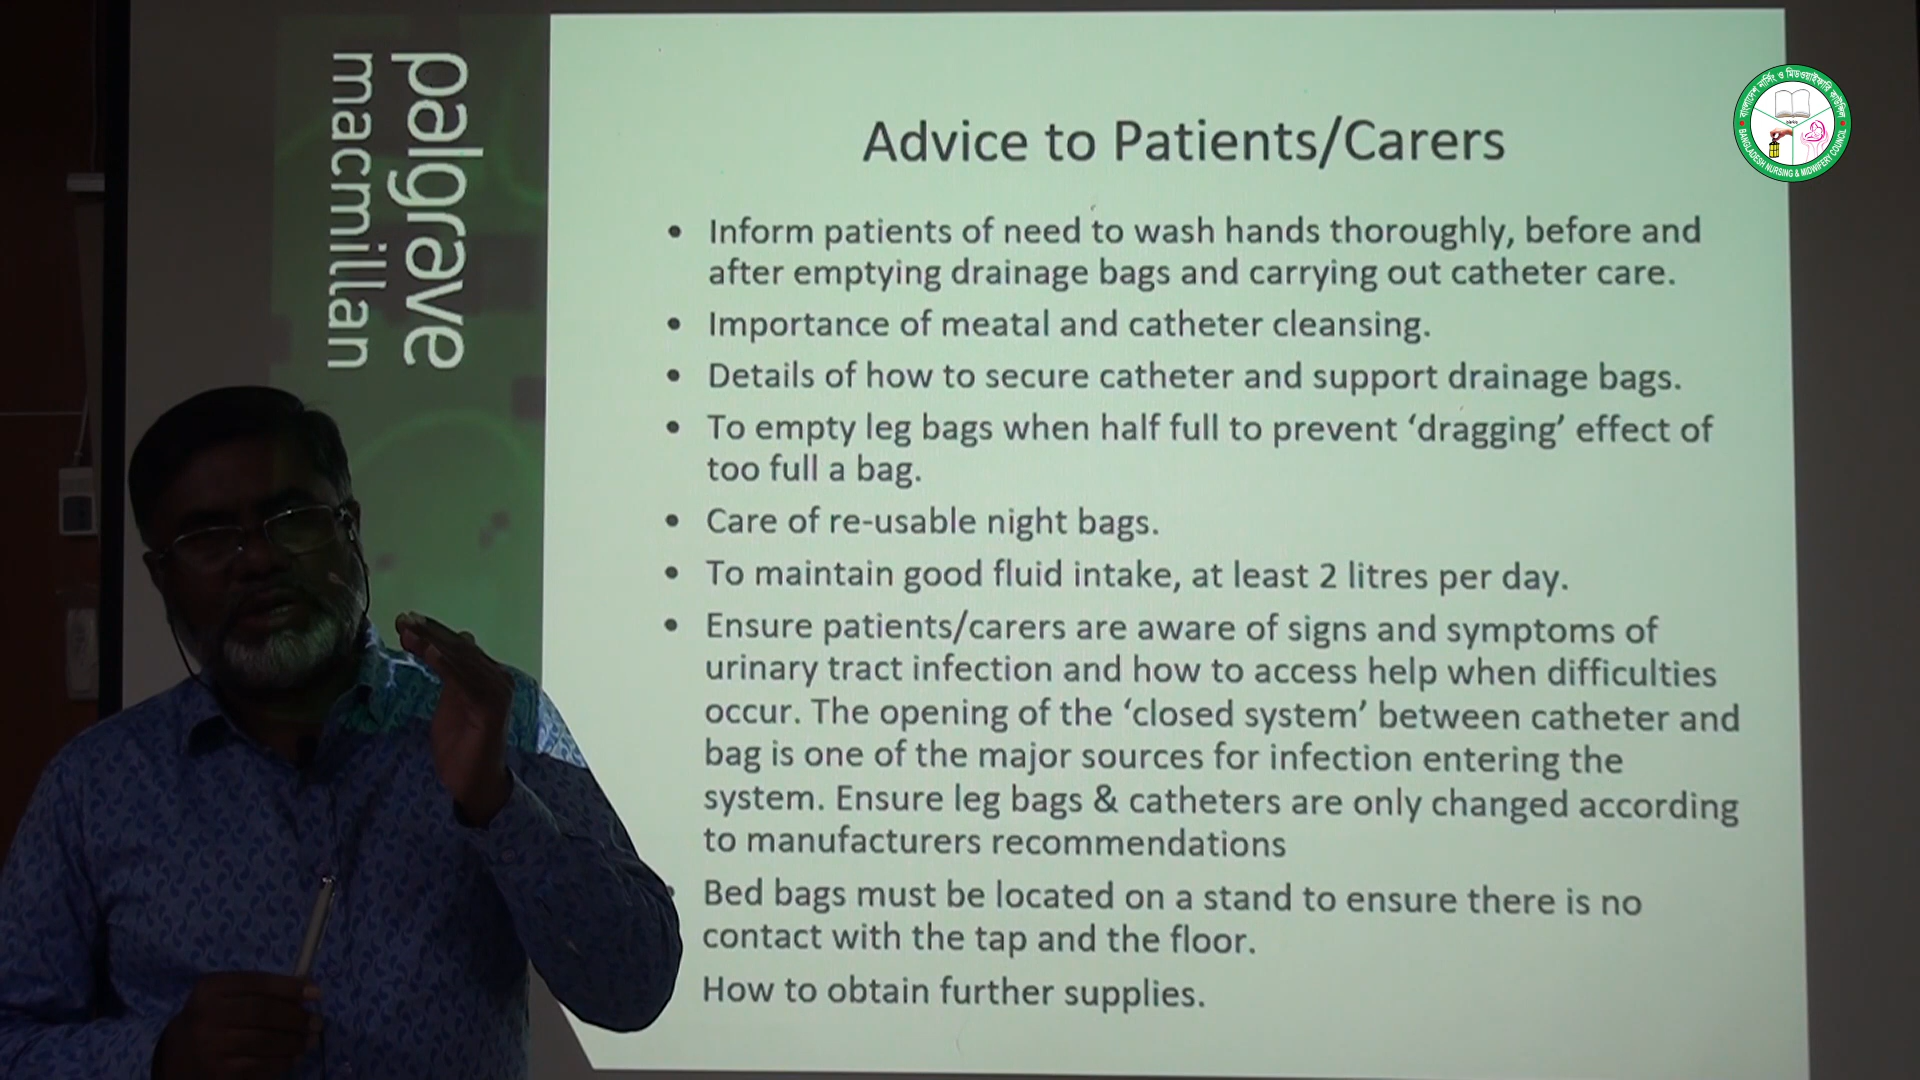 palgrave
macmillan
Advice to Patients/Carers
• Inform patients of need to wash hands thoroughly, before and
after emptying drainage bags and carrying out catheter care.
• Importance of meatal and catheter cleansing.
• Details of how to secure catheter and support drainage bags.
• To empty leg bags when half full to prevent ‘dragging’ effect of
too full a bag.
• Care of re-usable night bags.
• To maintain good fluid intake, at least 2 litres per day.
• Ensure patients/carers are aware of signs and symptoms of
urinary tract infection and how to access help when difficulties
occur. The opening of the ‘closed system’ between catheter and
bag is one of the major sources for infection entering the
system. Ensure leg bags & catheters are only changed according
to manufacturers recommendations
• Bed bags must be located on a stand to ensure there is no
contact with the tap and the floor.
How to obtain further supplies.
বাংলাদেশ নার্সিং ও মিডওয়াইফারি কাউন্সিল
BANGLADESH NURSING & MIDWIFERY COUNCIL